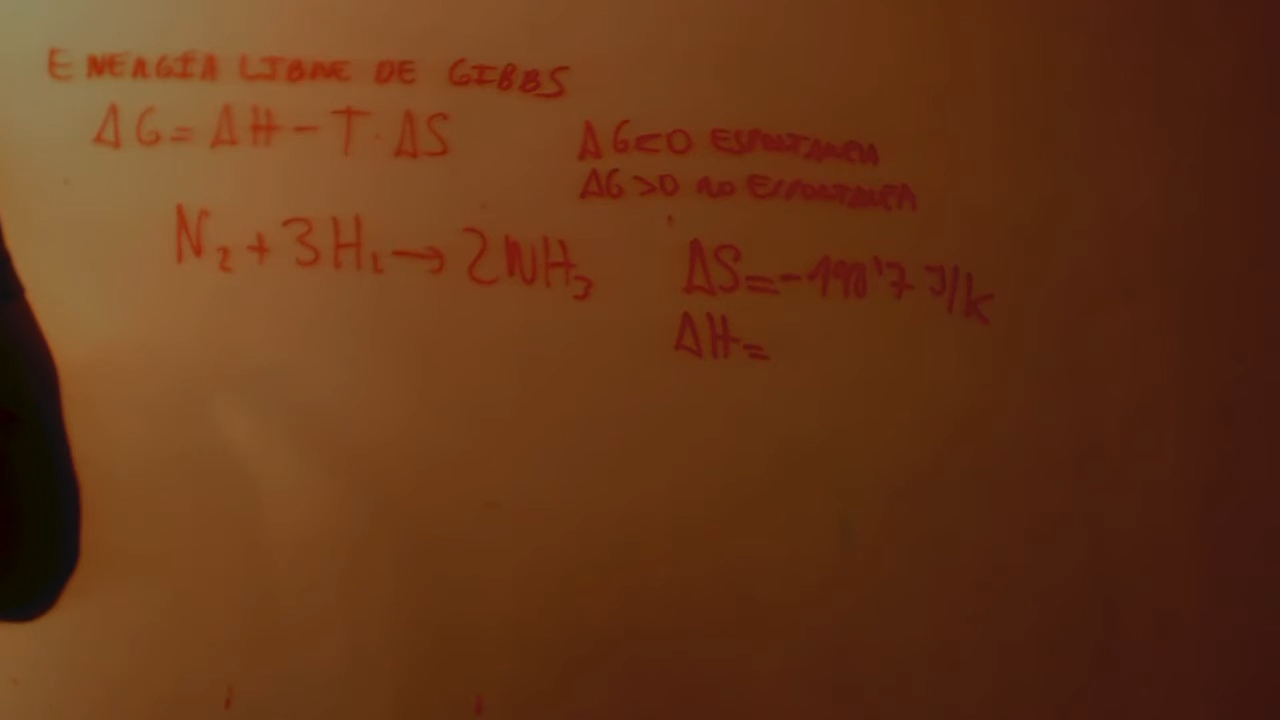 ENERGÍA LIBRE DE GIBBS
ΔG = ΔH - T · ΔS
ΔG<0 ESPONTANEA
ΔG >0 NO ESPONTANEA
N₂ + 3H₂ → 2NH₃
ΔS = -198'7 J/K
ΔH =